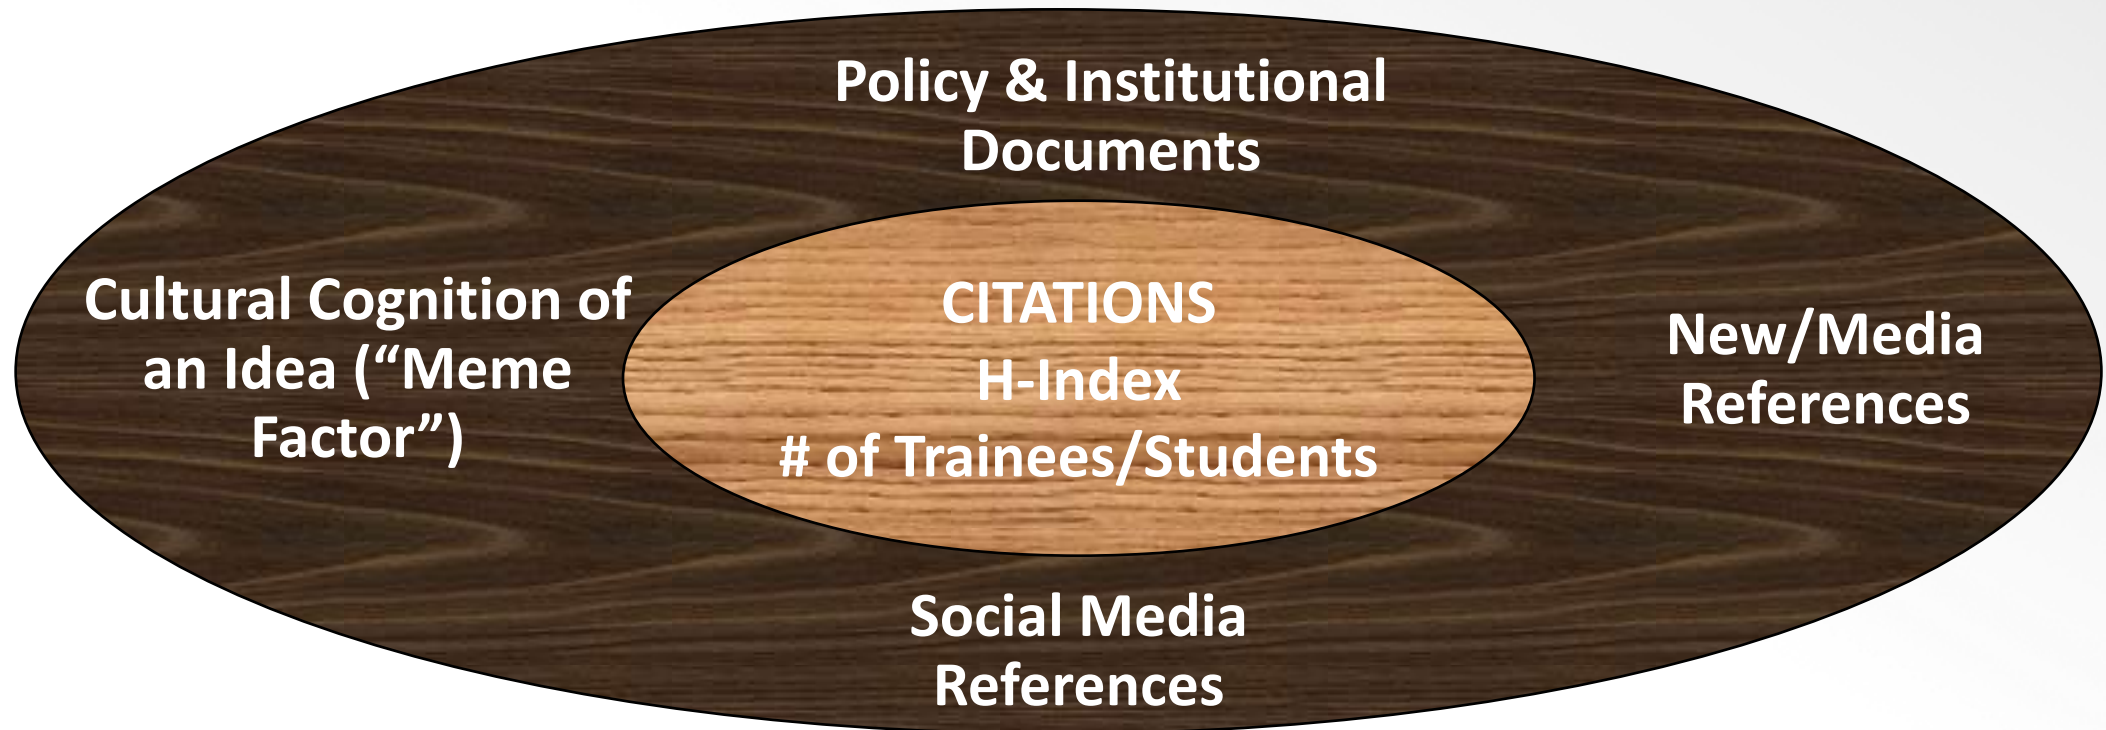 Policy & Institutional
Documents
Cultural Cognition of
an Idea (“Meme
Factor”)
CITATIONS
H-Index
# of Trainees/Students
New/Media
References
Social Media
References